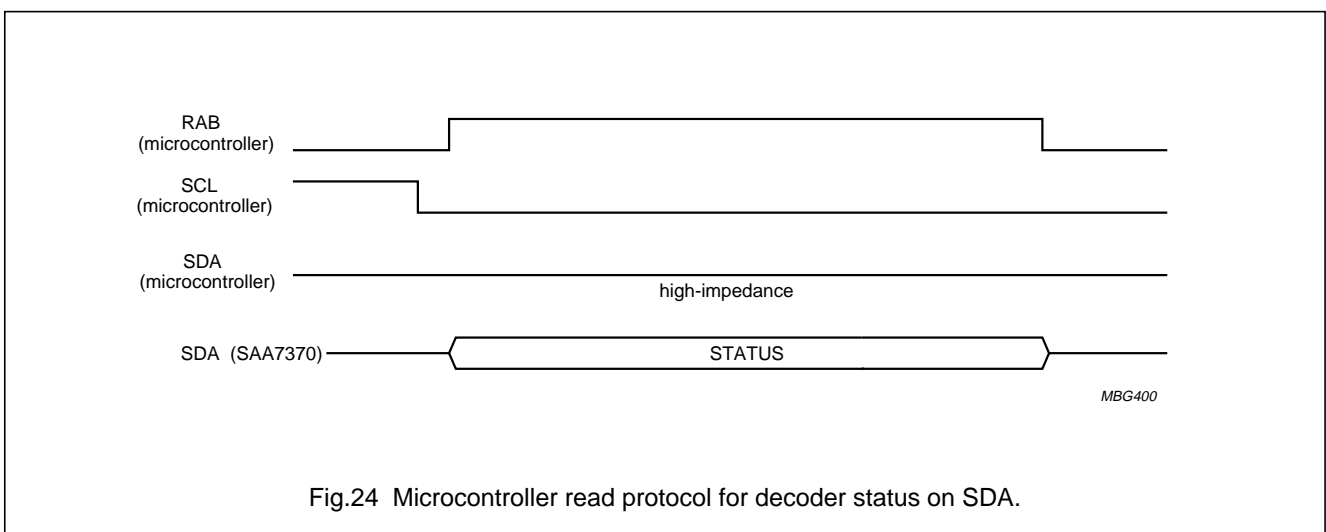 RAB
(microcontroller)
SCL
(microcontroller)
SDA
(microcontroller)
high-impedance
SDA (SAA7370)
STATUS
MBG400
Fig.24 Microcontroller read protocol for decoder status on SDA.